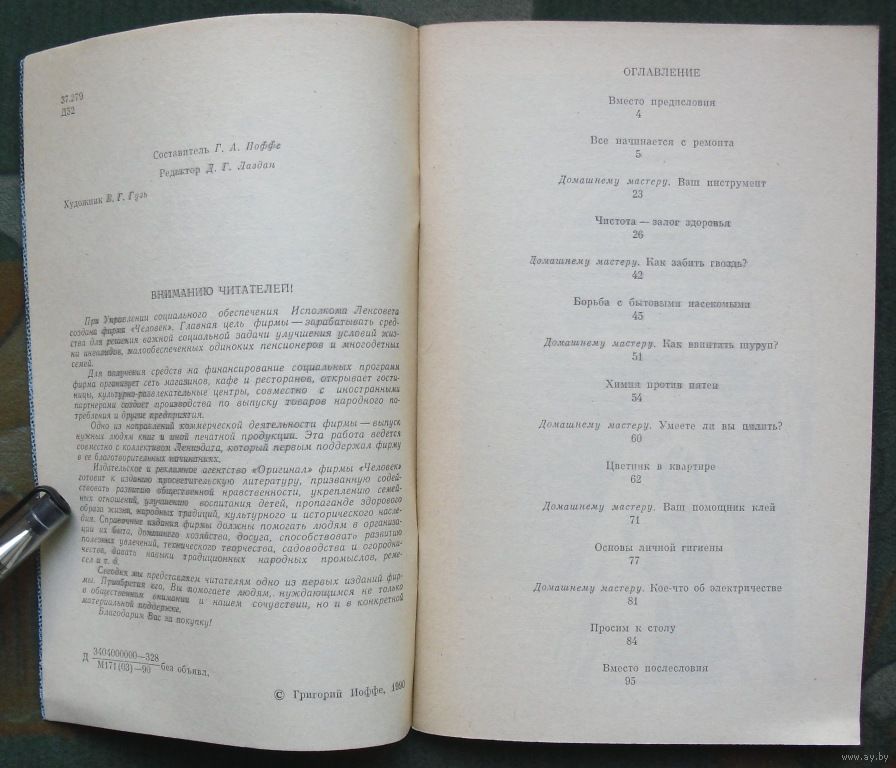 37.279
Д52
Составитель Г. А. Иоффе
Редактор Д. Г. Лаздан
Художник В. Г. Гузь
ВНИМАНИЮ ЧИТАТЕЛЕЙ!
При Управлении социального обеспечения Исполкома Ленсовета
создана фирма «Человек». Главная цель фирмы — зарабатывать сред-
ства для решения важной социальной задачи улучшения условий жиз-
ни инвалидов, малообеспеченных одиноких пенсионеров и многодетных
семей.
Для получения средств на финансирование социальных программ
фирма организует сеть магазинов, кафе и ресторанов, открывает гости-
ницы, культурно-развлекательные центры, совместно с иностранными
партнерами создает производства по выпуску товаров народного по-
требления и другие предприятия.
Одно из направлений коммерческой деятельности фирмы — выпуск
нужных людям книг и иной печатной продукции. Эта работа ведется
совместно с коллективом Лениздата, который первым поддержал фирму
в ее благотворительных начинаниях.
Издательское и рекламное агентство «Оригинал» фирмы «Человек»
готовит к изданию просветительскую литературу, призванную содей-
ствовать развитию общественной нравственности, укреплению семей-
ных отношений, улучшению воспитания детей, пропаганде здорового
образа жизни, народных традиций, культурного и исторического насле-
дия. Справочные издания фирмы должны помогать людям в организа-
ции их быта, домашнего хозяйства, досуга, способствовать развитию
полезных увлечений, технического творчества, садоводства и огородни-
чества, давать навыки традиционных народных промыслов, реме-
сел и т. д.
Сегодня мы представляем читателям одно из первых изданий фир-
мы. Приобретая его, Вы помогаете людям, нуждающимся не только
в общественном внимании и нашем сочувствии, но и в конкретной
материальной поддержке.
Благодарим Вас за покупку!
Д 3404000000—328
М171(03)—90 без объявл.
© Григорий Иоффе, 1990
ОГЛАВЛЕНИЕ
Вместо предисловия
4
Все начинается с ремонта
5
Домашнему мастеру. Ваш инструмент
23
Чистота — залог здоровья
26
Домашнему мастеру. Как забить гвоздь?
42
Борьба с бытовыми насекомыми
45
Домашнему мастеру. Как ввинтить шуруп?
51
Химия против пятен
54
Домашнему мастеру. Умеете ли вы пилить?
60
Цветник в квартире
62
Домашнему мастеру. Ваш помощник клей
71
Основы личной гигиены
77
Домашнему мастеру. Кое-что об электричестве
81
Просим к столу
84
Вместо послесловия
95
www.ay.by